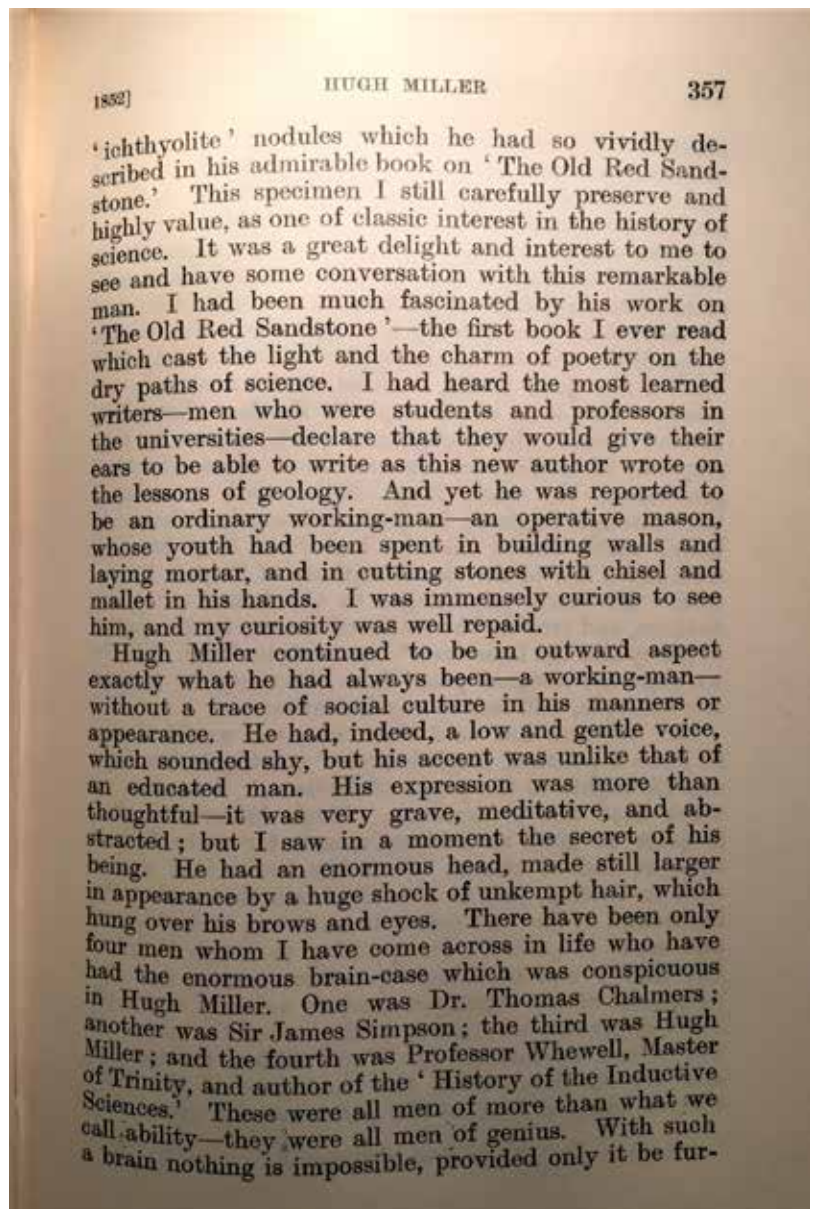 1852]
HUGH MILLER
357
‘ichthyolite’ nodules which he had so vividly de-
scribed in his admirable book on ‘The Old Red Sand-
stone.’ This specimen I still carefully preserve and
highly value, as one of classic interest in the history of
science. It was a great delight and interest to me to
see and have some conversation with this remarkable
man. I had been much fascinated by his work on
‘The Old Red Sandstone’—the first book I ever read
which cast the light and the charm of poetry on the
dry paths of science. I had heard the most learned
writers—men who were students and professors in
the universities—declare that they would give their
ears to be able to write as this new author wrote on
the lessons of geology. And yet he was reported to
be an ordinary working-man—an operative mason,
whose youth had been spent in building walls and
laying mortar, and in cutting stones with chisel and
mallet in his hands. I was immensely curious to see
him, and my curiosity was well repaid.
Hugh Miller continued to be in outward aspect
exactly what he had always been—a working-man—
without a trace of social culture in his manners or
appearance. He had, indeed, a low and gentle voice,
which sounded shy, but his accent was unlike that of
an educated man. His expression was more than
thoughtful—it was very grave, meditative, and ab-
stracted; but I saw in a moment the secret of his
being. He had an enormous head, made still larger
in appearance by a huge shock of unkempt hair, which
hung over his brows and eyes. There have been only
four men whom I have come across in life who have
had the enormous brain-case which was conspicuous
in Hugh Miller. One was Dr. Thomas Chalmers;
another was Sir James Simpson; the third was Hugh
Miller; and the fourth was Professor Whewell, Master
of Trinity, and author of the ‘History of the Inductive
Sciences.’ These were all men of more than what we
call ability—they were all men of genius. With such
a brain nothing is impossible, provided only it be fur-